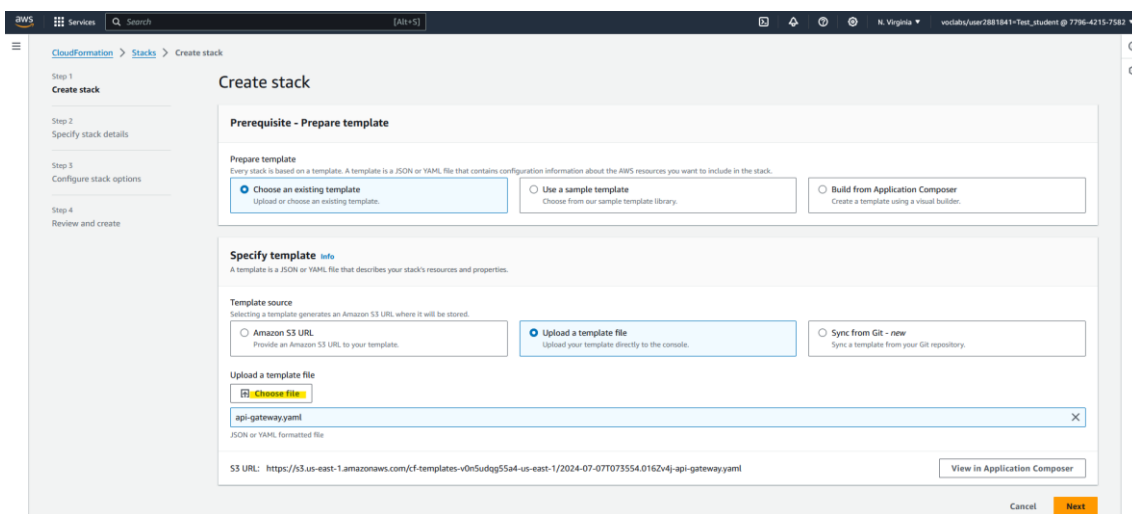 aws Services Search [Alt+S] N. Virginia voclabs/user2881841=Test_student @ 7796-4215-7582
CloudFormation > Stacks > Create stack
Step 1
Create stack
Step 2
Specify stack details
Step 3
Configure stack options
Step 4
Review and create
Create stack
Prerequisite - Prepare template
Prepare template
Every stack is based on a template. A template is a JSON or YAML file that contains configuration information about the AWS resources you want to include in the stack.
Choose an existing template
Upload or choose an existing template.
Use a sample template
Choose from our sample template library.
Build from Application Composer
Create a template using a visual builder.
Specify template Info
A template is a JSON or YAML file that describes your stack's resources and properties.
Template source
Selecting a template generates an Amazon S3 URL where it will be stored.
Amazon S3 URL
Provide an Amazon S3 URL to your template.
Upload a template file
Upload your template directly to the console.
Sync from Git - new
Sync a template from your Git repository.
Upload a template file
Choose file
api-gateway.yaml
JSON or YAML formatted file
S3 URL: https://s3.us-east-1.amazonaws.com/cf-templates-v0n5udqg55a4-us-east-1/2024-07-07T073554.016Zv4j-api-gateway.yaml
View in Application Composer
Cancel Next